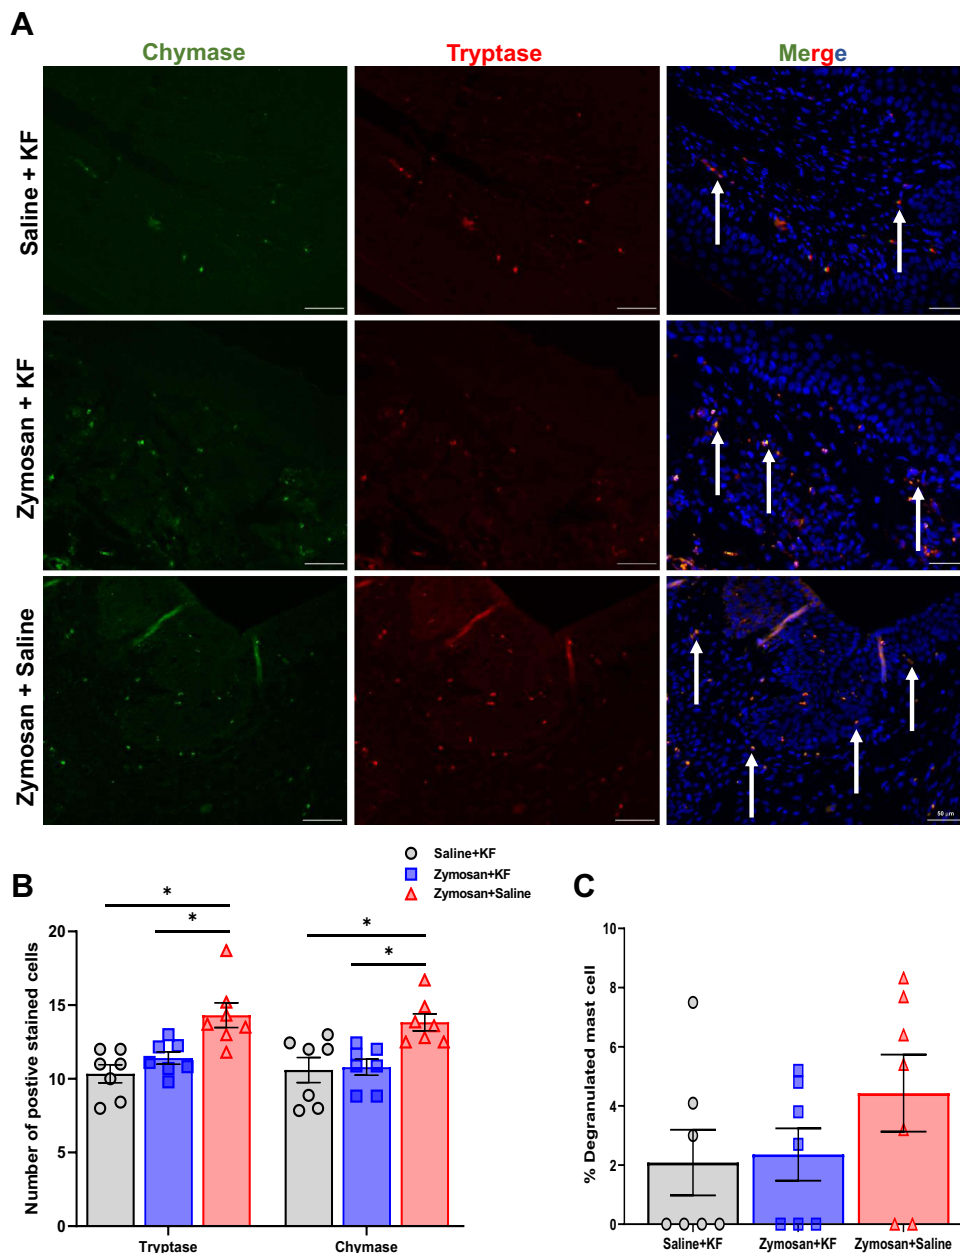 A
Chymase
Tryptase
Merge
Saline + KF
Zymosan + KF
Zymosan + Saline
50 µm
B
Saline+KF
Zymosan+KF
Zymosan+Saline
* *
* *
Number of postive stained cells
20
15
10
5
0
Tryptase
Chymase
C
% Degranulated mast cell
10
8
6
4
2
0
Saline+KF
Zymosan+KF
Zymosan+Saline